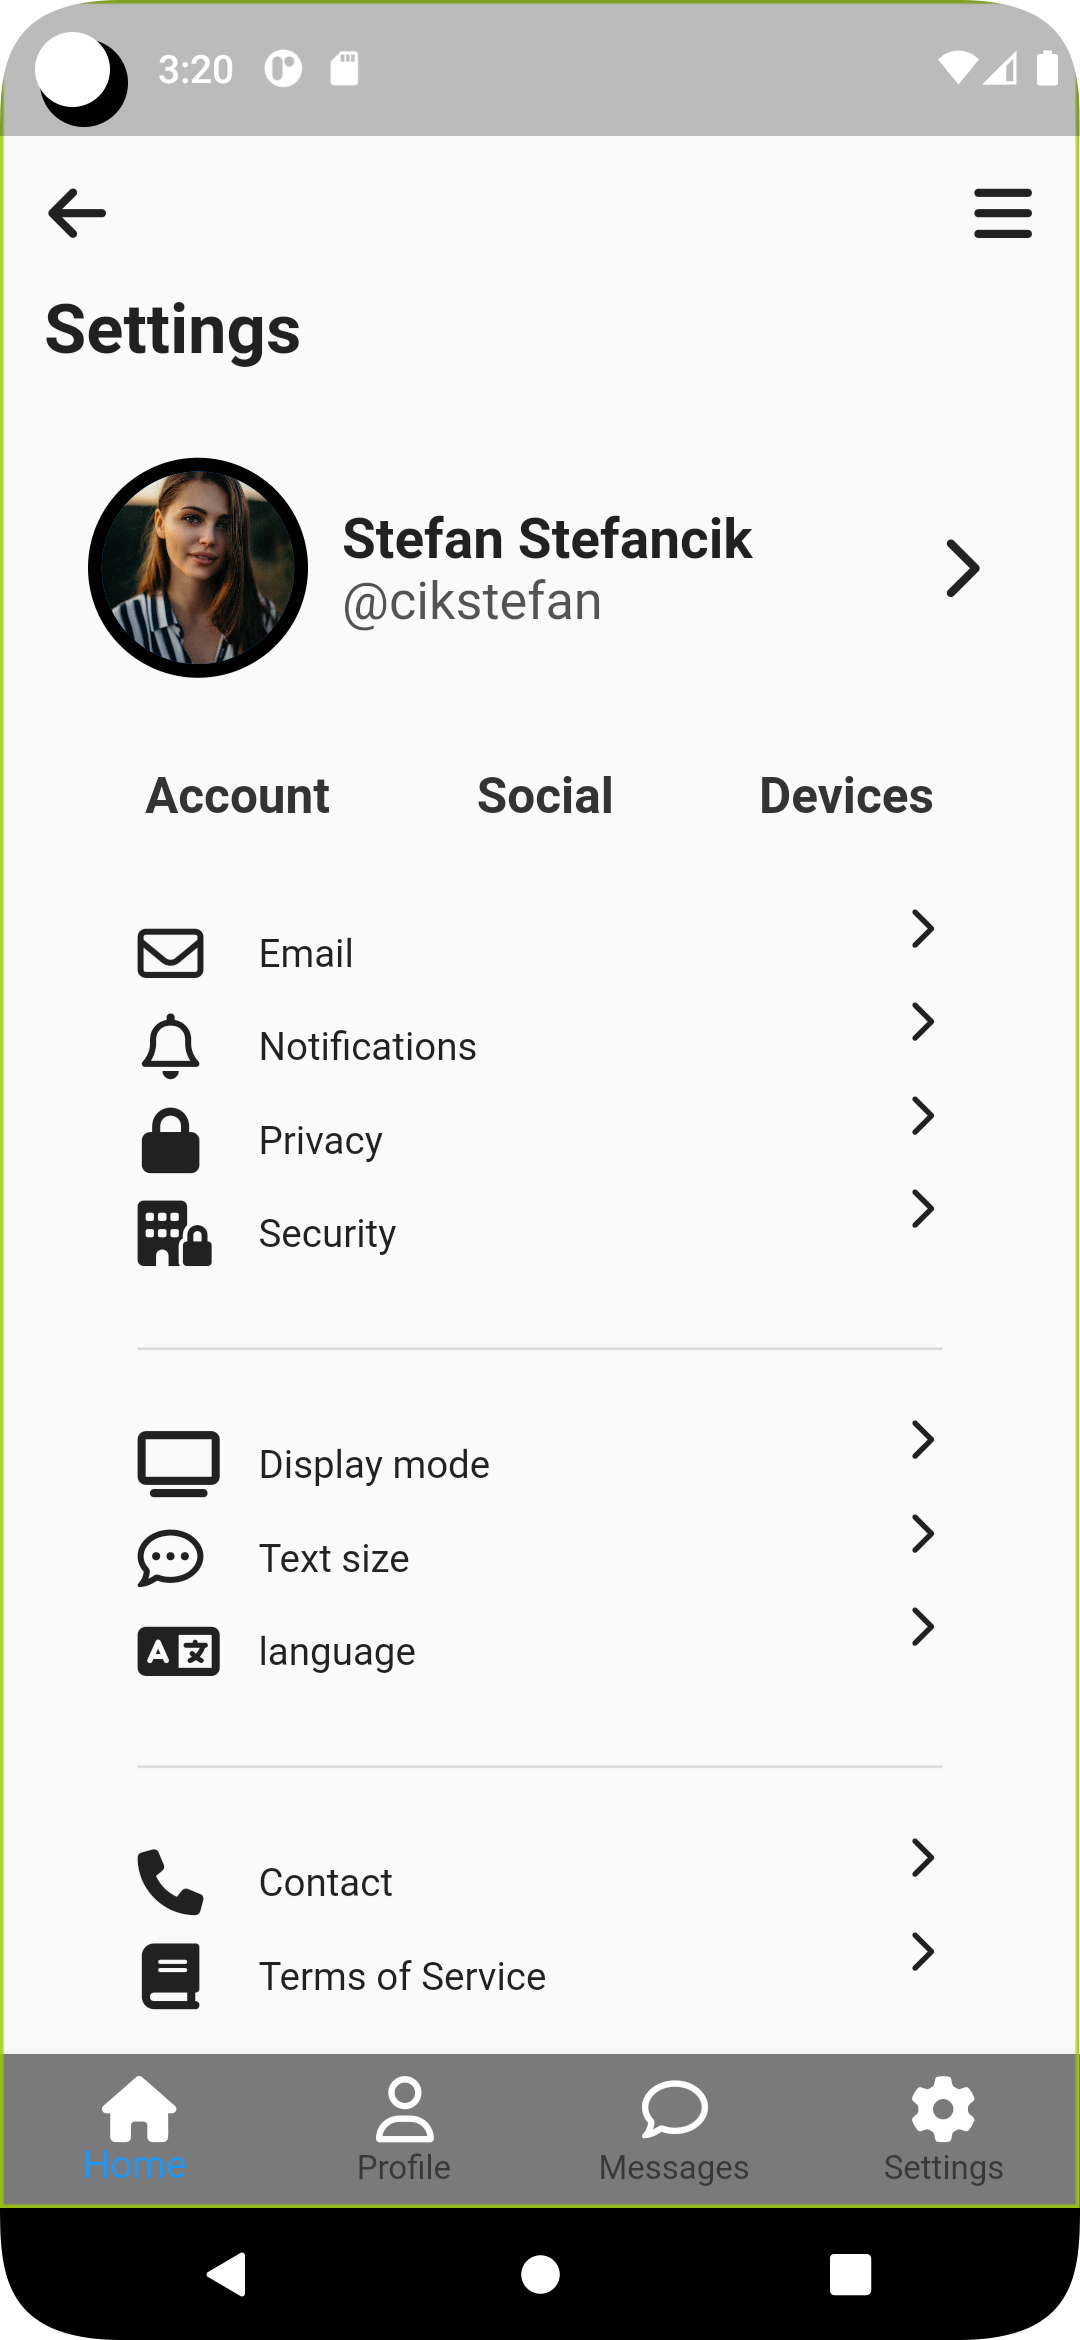 3:20
Settings
Stefan Stefancik
@cikstefan
Account Social Devices
Email
Notifications
Privacy
Security
Display mode
Text size
A 文 language
Contact
Terms of Service
Home Profile Messages Settings